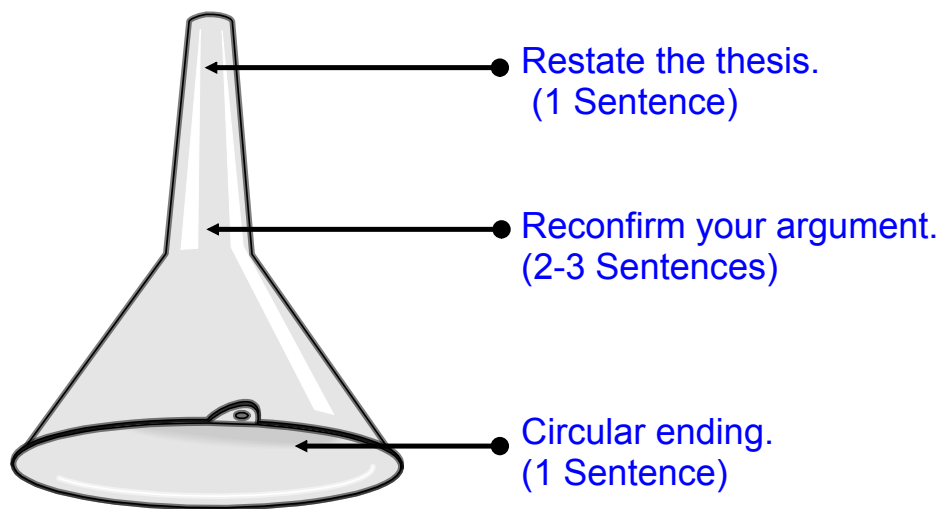 Restate the thesis.
(1 Sentence)
Reconfirm your argument.
(2-3 Sentences)
Circular ending.
(1 Sentence)